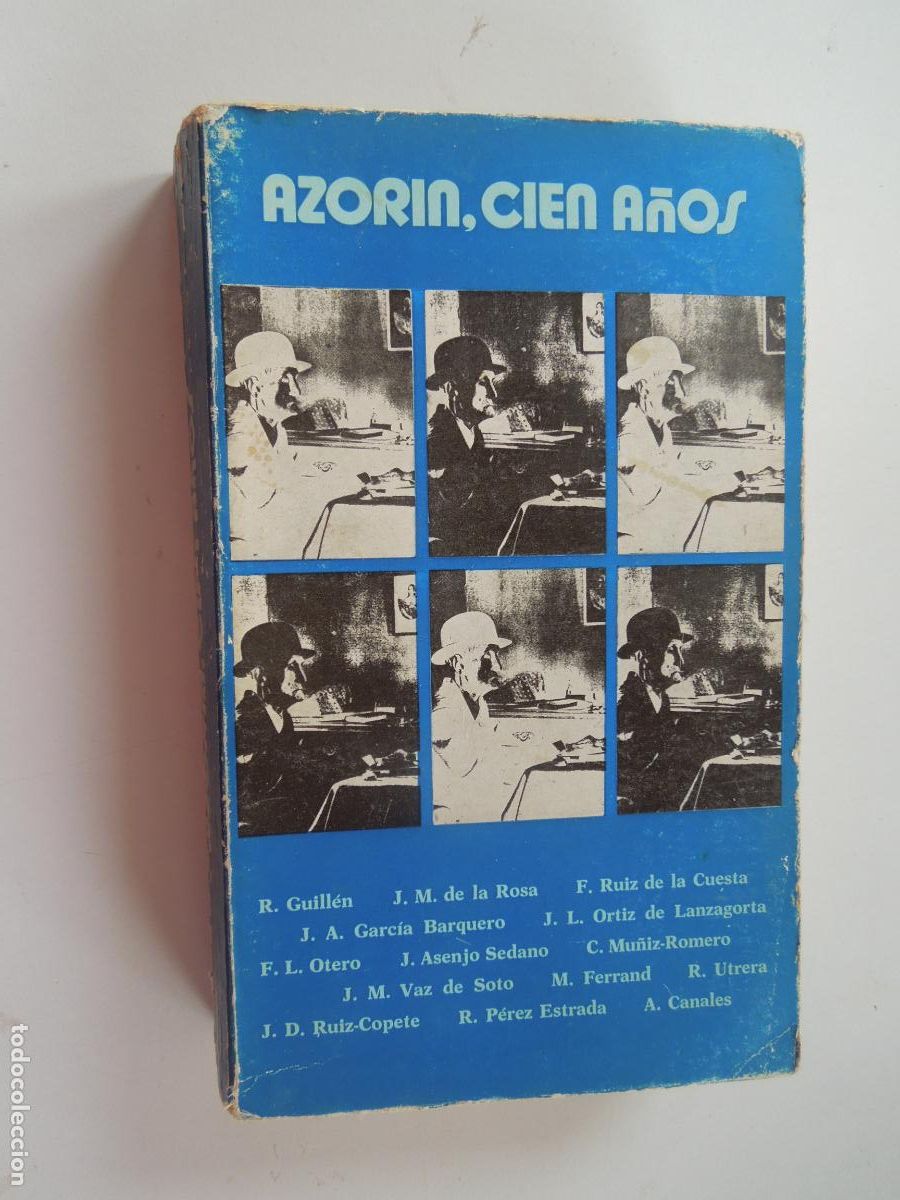 AZORIN, CIEN AÑOS
R. Guillén J. M. de la Rosa F. Ruiz de la Cuesta
J. A. García Barquero J. L. Ortiz de Lanzagorta
F. L. Otero J. Asenjo Sedano C. Muñiz-Romero
J. M. Vaz de Soto M. Ferrand R. Utrera
J. D. Ruiz-Copete R. Pérez Estrada A. Canales
todocoleccion